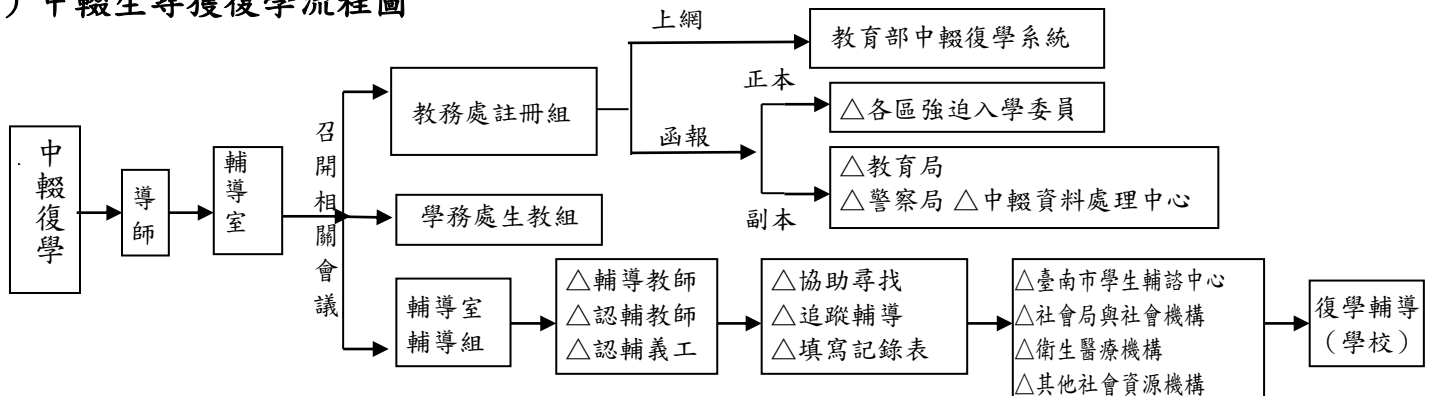 ）中輟生尋獲復學流程圖
中輟復學
導師
輔導室
召開相關會議
教務處註冊組
上網
教育部中輟復學系統
函報
正本
△各區強迫入學委員
副本
△教育局
△警察局 △中輟資料處理中心
學務處生教組
輔導室
輔導組
△輔導教師
△認輔教師
△認輔義工
△協助尋找
△追蹤輔導
△填寫記錄表
△臺南市學生輔諮中心
△社會局與社會機構
△衛生醫療機構
△其他社會資源機構
復學輔導
（學校）